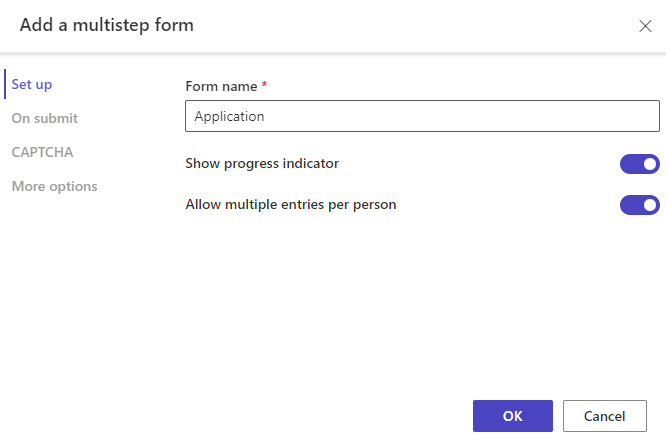 Add a multistep form
Set up
On submit
CAPTCHA
More options
Form name *
Application
Show progress indicator
Allow multiple entries per person
OK
Cancel